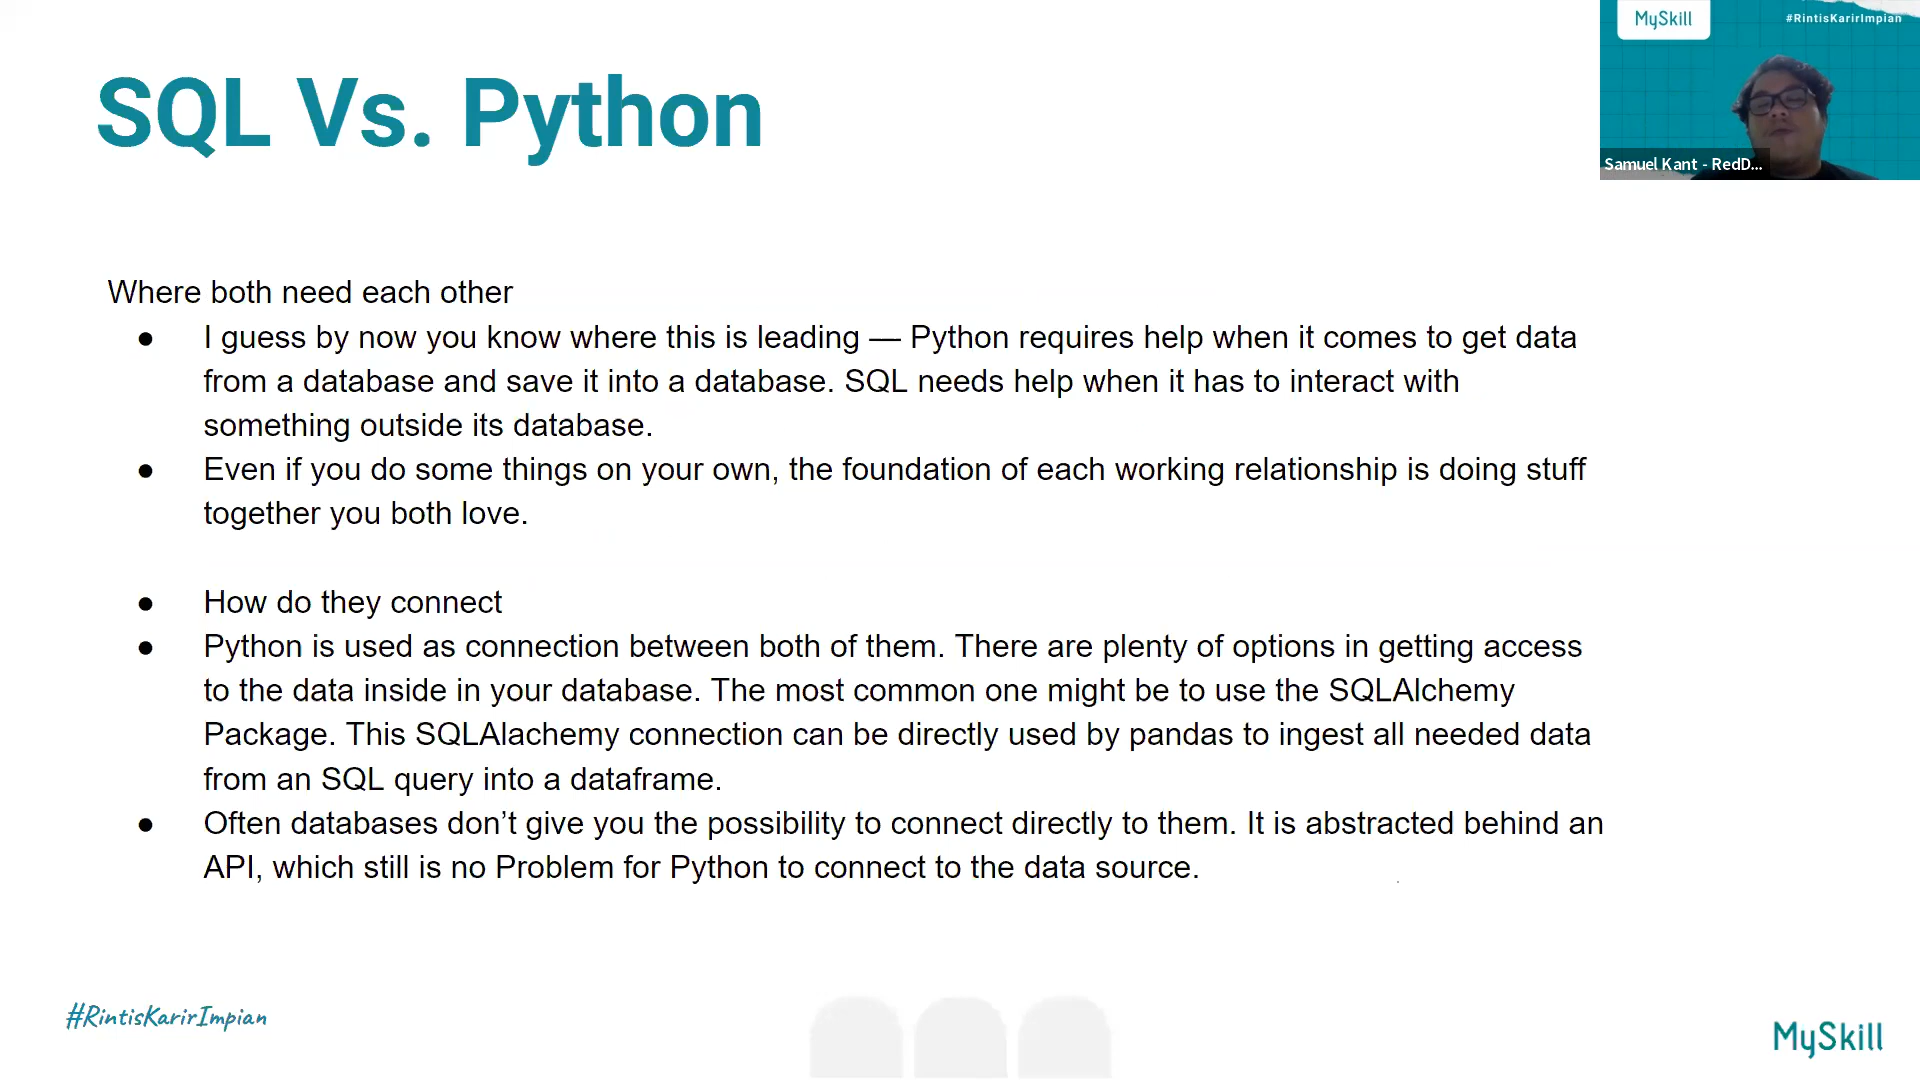 MySkill
#RintisKarirImpian
SQL Vs. Python
Samuel Kant - RedD...
Where both need each other
● I guess by now you know where this is leading — Python requires help when it comes to get data
from a database and save it into a database. SQL needs help when it has to interact with
something outside its database.
● Even if you do some things on your own, the foundation of each working relationship is doing stuff
together you both love.
● How do they connect
● Python is used as connection between both of them. There are plenty of options in getting access
to the data inside in your database. The most common one might be to use the SQLAlchemy
Package. This SQLAlachemy connection can be directly used by pandas to ingest all needed data
from an SQL query into a dataframe.
● Often databases don’t give you the possibility to connect directly to them. It is abstracted behind an
API, which still is no Problem for Python to connect to the data source.
#RintisKarirImpian
MySkill